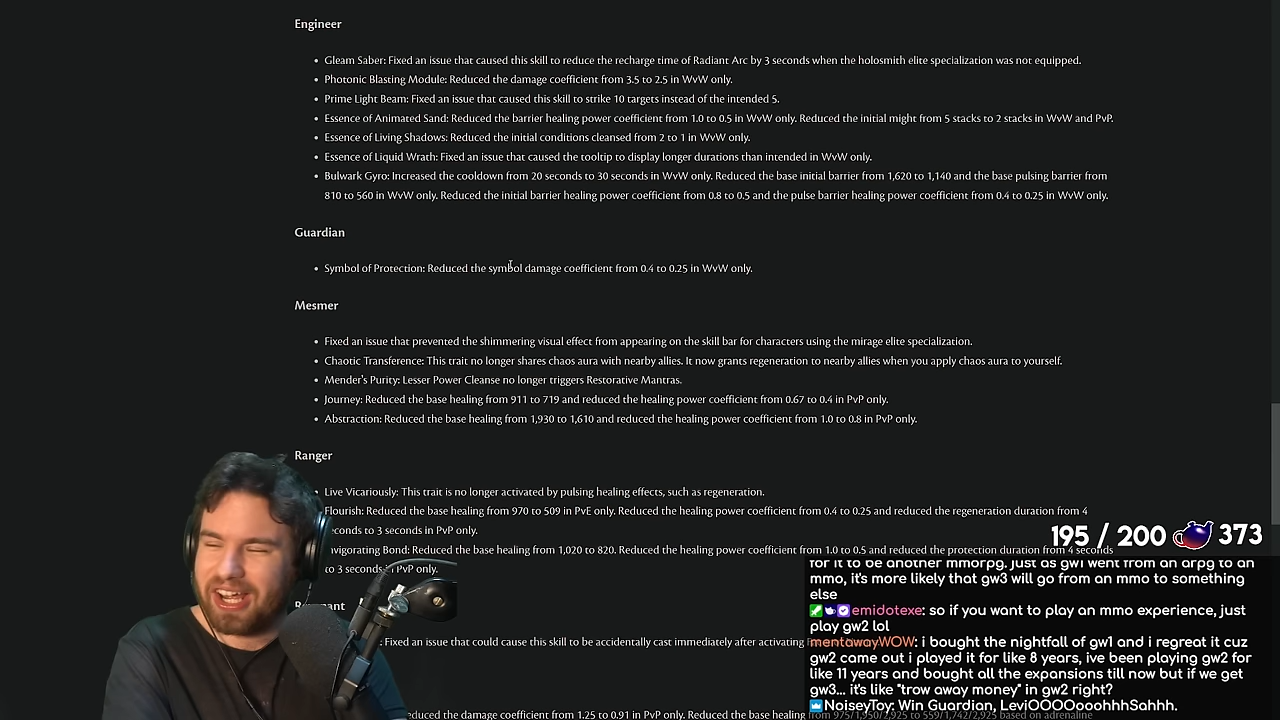 Engineer
Gleam Saber: Fixed an issue that caused this skill to reduce the recharge time of Radiant Arc by 3 seconds when the holosmith elite specialization was not equipped.
Photonic Blasting Module: Reduced the damage coefficient from 3.5 to 2.5 in WvW only.
Prime Light Beam: Fixed an issue that caused this skill to strike 10 targets instead of the intended 5.
Essence of Animated Sand: Reduced the barrier healing power coefficient from 1.0 to 0.5 in WvW only. Reduced the initial might from 5 stacks to 2 stacks in WvW and PvP.
Essence of Living Shadows: Reduced the initial conditions cleansed from 2 to 1 in WvW only.
Essence of Liquid Wrath: Fixed an issue that caused the tooltip to display longer durations than intended in WvW only.
Bulwark Gyro: Increased the cooldown from 20 seconds to 30 seconds in WvW only. Reduced the base initial barrier from 1,620 to 1,140 and the base pulsing barrier from
810 to 560 in WvW only. Reduced the initial barrier healing power coefficient from 0.8 to 0.5 and the pulse barrier healing power coefficient from 0.4 to 0.25 in WvW only.
Guardian
Symbol of Protection: Reduced the symbol damage coefficient from 0.4 to 0.25 in WvW only.
Mesmer
Fixed an issue that prevented the shimmering visual effect from appearing on the skill bar for characters using the mirage elite specialization.
Chaotic Transference: This trait no longer shares chaos aura with nearby allies. It now grants regeneration to nearby allies when you apply chaos aura to yourself.
Mender's Purity: Lesser Power Cleanse no longer triggers Restorative Mantras.
Journey: Reduced the base healing from 911 to 719 and reduced the healing power coefficient from 0.67 to 0.4 in PvP only.
Abstraction: Reduced the base healing from 1,930 to 1,610 and reduced the healing power coefficient from 1.0 to 0.8 in PvP only.
Ranger
Live Vicariously: This trait is no longer activated by pulsing healing effects, such as regeneration.
Flourish: Reduced the base healing from 970 to 509 in PvE only. Reduced the healing power coefficient from 0.4 to 0.25 and reduced the regeneration duration from 4
seconds to 3 seconds in PvP only.
Invigorating Bond: Reduced the base healing from 1,020 to 820. Reduced the healing power coefficient from 1.0 to 0.5 and reduced the protection duration from 4 seconds
to 3 seconds in PvP only.
: Fixed an issue that could cause this skill to be accidentally cast immediately after activating
educed the damage coefficient from 1.25 to 0.91 in PvP only. Reduced the base healing from 975/1,950/2,925 to 559/1,742/2,925 based on adrenaline
195 / 200 373
for it to be another mmorpg. just as gw1 went from an arpg to an
mmo, it's more likely that gw3 will go from an mmo to something
else
emidotexe: so if you want to play an mmo experience, just
play gw2 lol
mentawayWOW: i bought the nightfall of gw1 and i regreat it cuz
gw2 came out i played it for like 8 years, ive been playing gw2 for
like 11 years and bought all the expansions till now but if we get
gw3... it's like "trow away money" in gw2 right?
NoiseyToy: Win Guardian, LeviOOOOooohhhSahhh.